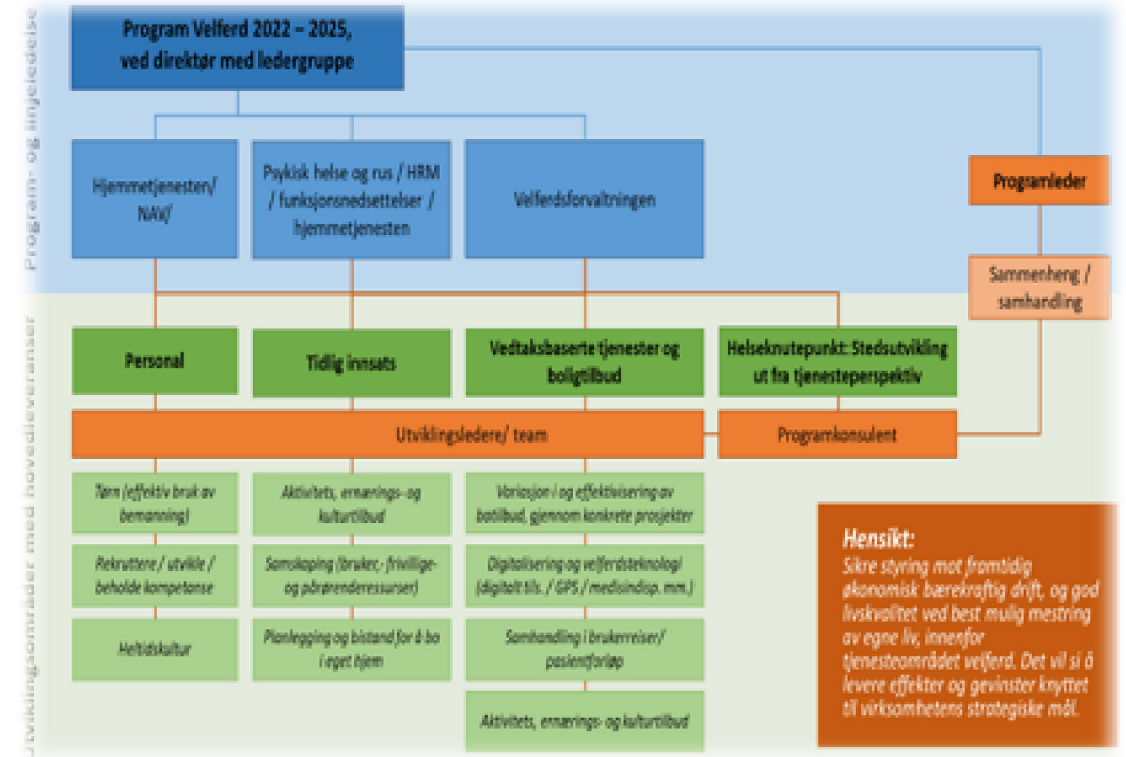 Program- og linjeledelse
Program Velferd 2022 – 2025,
ved direktør med ledergruppe
Hjemmetjenesten/
NAV/
Psykisk helse og rus / HRM
/ funksjonsnedsettelser /
hjemmetjenesten
Velferdsforvaltningen
Programleder
Sammenheng /
samhandling
Utviklingsområder med hovedleveranser
Personal
Tidlig innsats
Vedtaksbaserte tjenester og
boligtilbud
Helseknutepunkt: Stedsutvikling
ut fra tjenesteperspektiv
Utviklingsledere/ team
Programkonsulent
Tørn (effektiv bruk av
bemanning)
Rekruttere / utvikle /
beholde kompetanse
Heltidskultur
Aktivitets, ernærings- og
kulturtilbud
Samskaping (bruker,- frivillige-
og pårørenderessurser)
Planlegging og bistand for å bo
i eget hjem
Variasjon i og effektivisering av
botilbud, gjennom konkrete prosjekter
Digitalisering og velferdsteknologi
(digitalt tils. / GPS / medisindisp. mm.)
Samhandling i brukerreiser/
pasientforløp
Aktivitets, ernærings- og kulturtilbud
Hensikt:
Sikre styring mot framtidig
økonomisk bærekraftig drift, og god
livskvalitet ved best mulig mestring
av egne liv, innenfor
tjenesteområdet velferd. Det vil si å
levere effekter og gevinster knyttet
til virksomhetens strategiske mål.